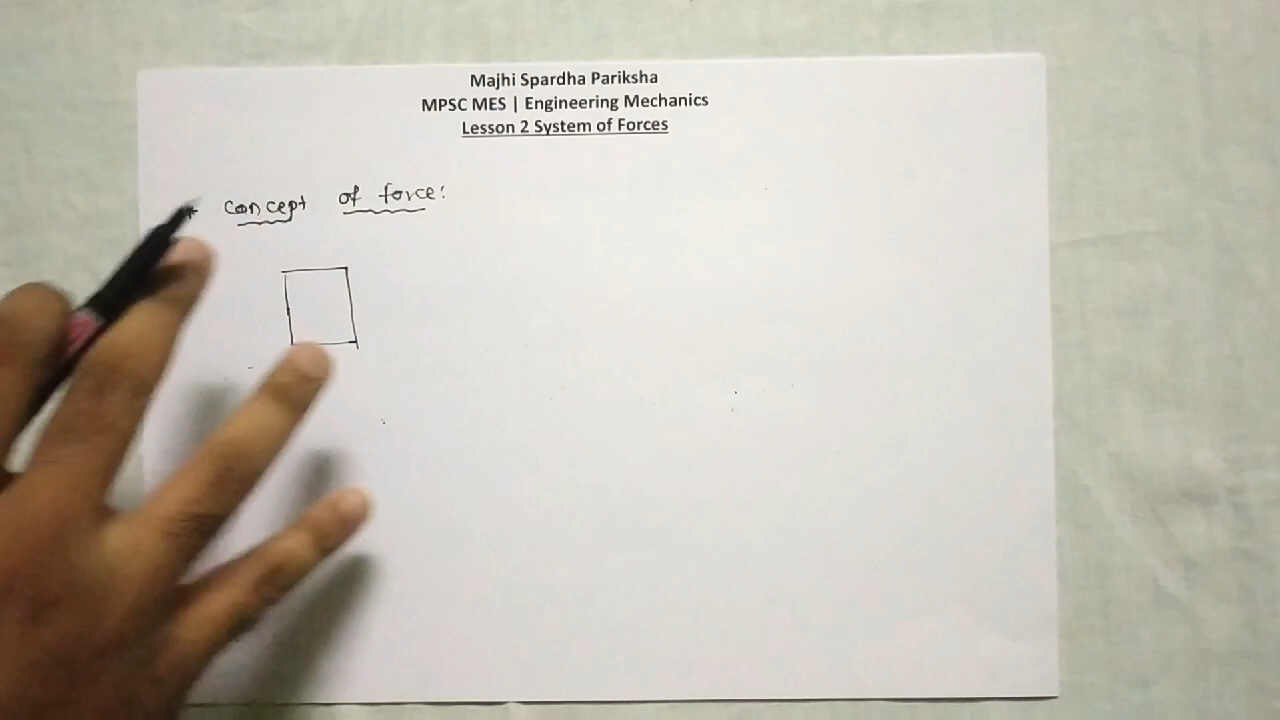 Majhi Spardha Pariksha
MPSC MES | Engineering Mechanics
Lesson 2 System of Forces
* concept of force: